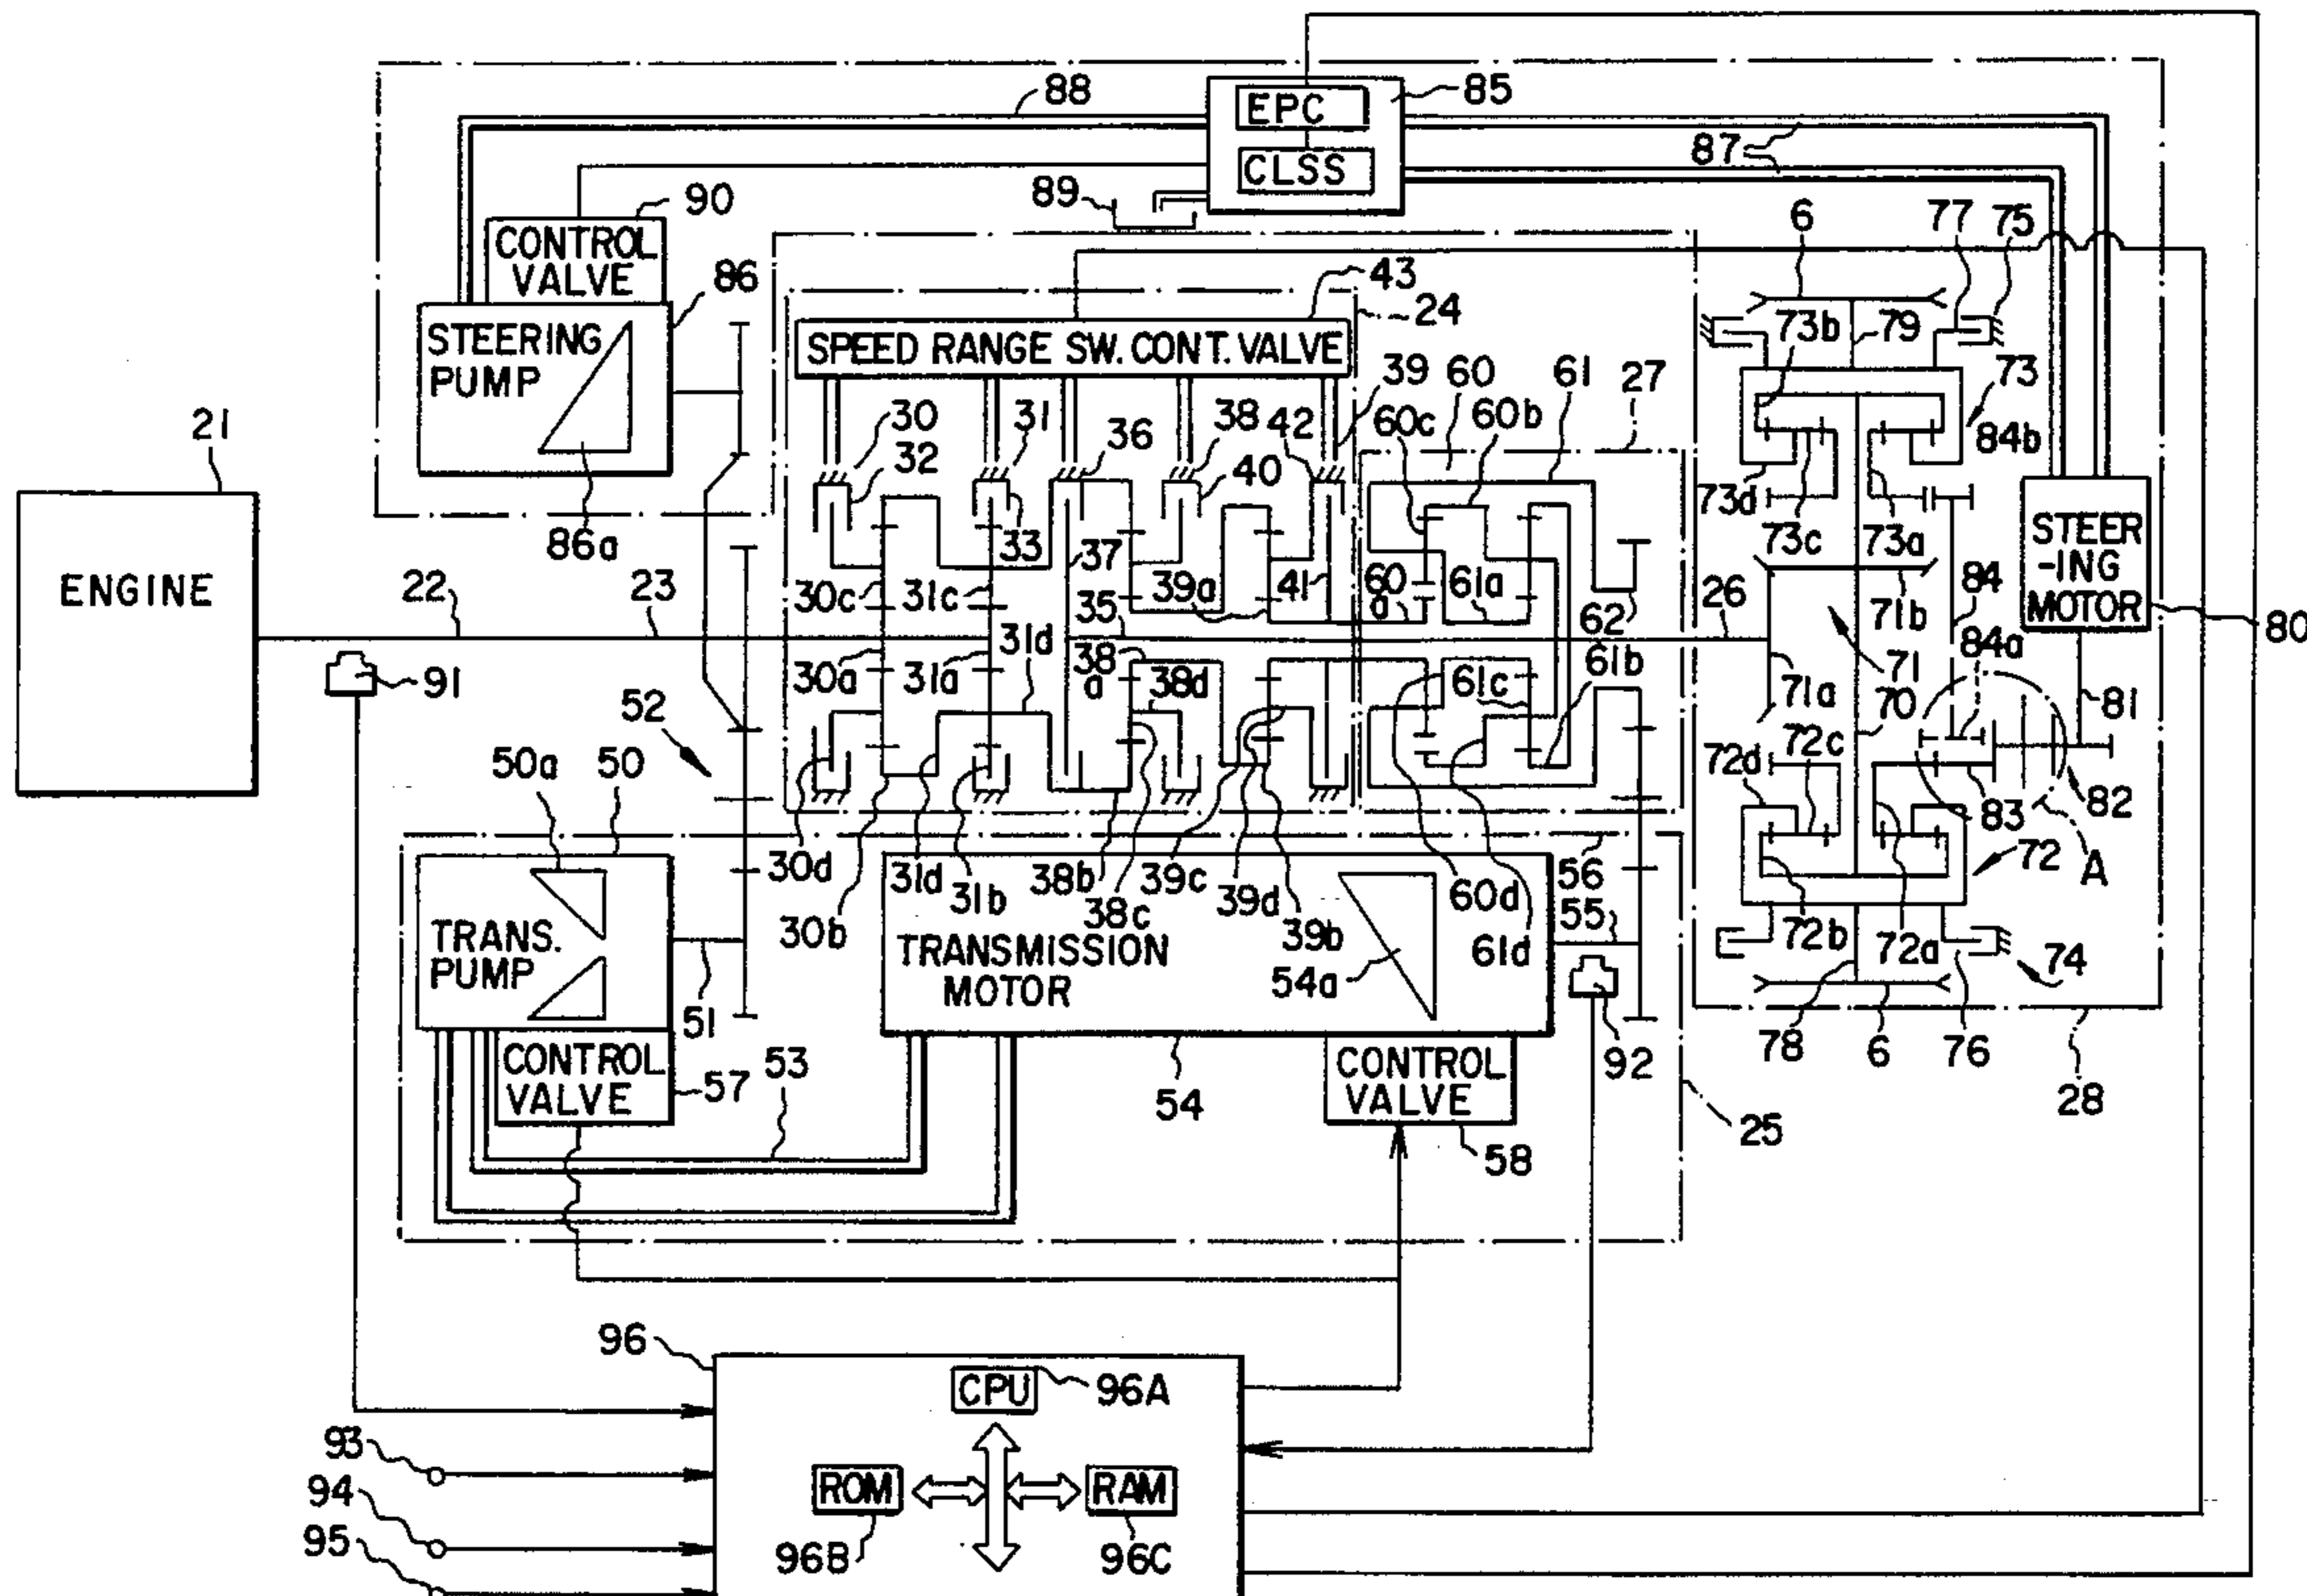 88
EPC
85
CLSS
87
89
90
CONTROL
VALVE
86
STEERING
PUMP
86a
6
77
75
43
24
SPEED RANGE SW. CONT. VALVE
73b
79
73
84b
39
60
61
27
30
31
36
38
42
60c
60b
32
40
33
37
73d
73c
73a
STEER
-ING
MOTOR
80
21
ENGINE
22
23
30c
31c
35
39a
41
60
a
61a
62
26
71b
84
84a
91
30a
31a
31d
38
a
38d
61c
61b
71a
71
70
81
52
50a
50
72d
72c
83
82
A
30d
31d
31b
38b
38c
39c
39d
39b
60d
61d
56
55
72
30b
TRANS.
PUMP
51
TRANSMISSION
MOTOR
54a
72b
72a
74
92
78
6
76
28
CONTROL
VALVE
57
53
54
CONTROL
VALVE
58
25
96
CPU
96A
93
ROM
RAM
94
96B
96C
95